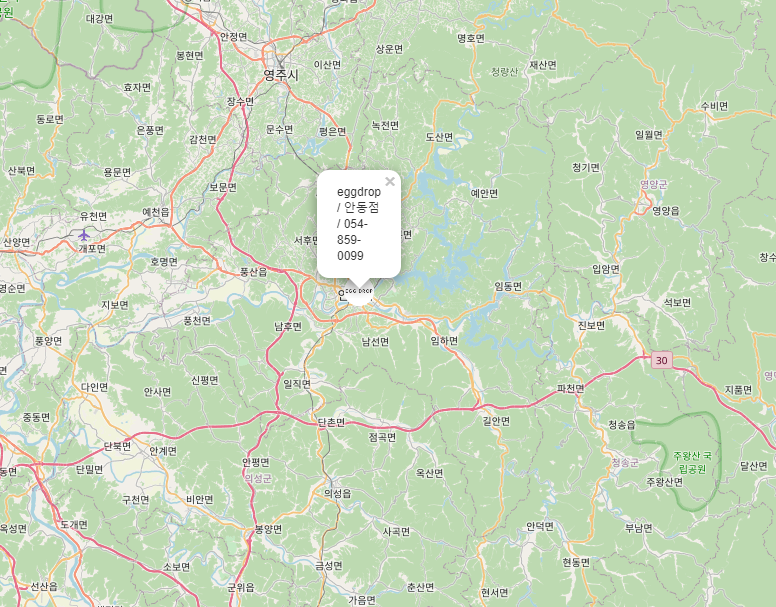 공원
대강면
안정면
명호면
봉현면
상운면
재산면
이산면
영주시
청량산
효자면
장수면
수비면
동로면
은풍면
문수면
평은면
녹전면
감천면
도산면
일월면
산북면
용문면
보문면
청기면
eggdrop
/ 안동점
/ 054-
859-
0099
×
예안면
영양군
영양읍
유천면
예천읍
산양면
개포면
서후면
면
호명면
풍산읍
입암면
창수
영순면
임동면
석보면
지보면
풍천면
EGG DROP
남후면
진보면
풍양면
남선면
임하면
30
신평면
일직면
다인면
안사면
파천면
지품면
중동면
단촌면
길안면
청송읍
점곡면
단북면
안계면
주왕산 국
립공원
안평면
청송군
달산면
단밀면
의성군
옥산면
주왕산면
구천면
비안면
의성읍
도개면
봉양면
사곡면
안덕면
부남면
옥성면
소보면
금성면
현동면
선산읍
군위읍
춘산면
현서면
가음면